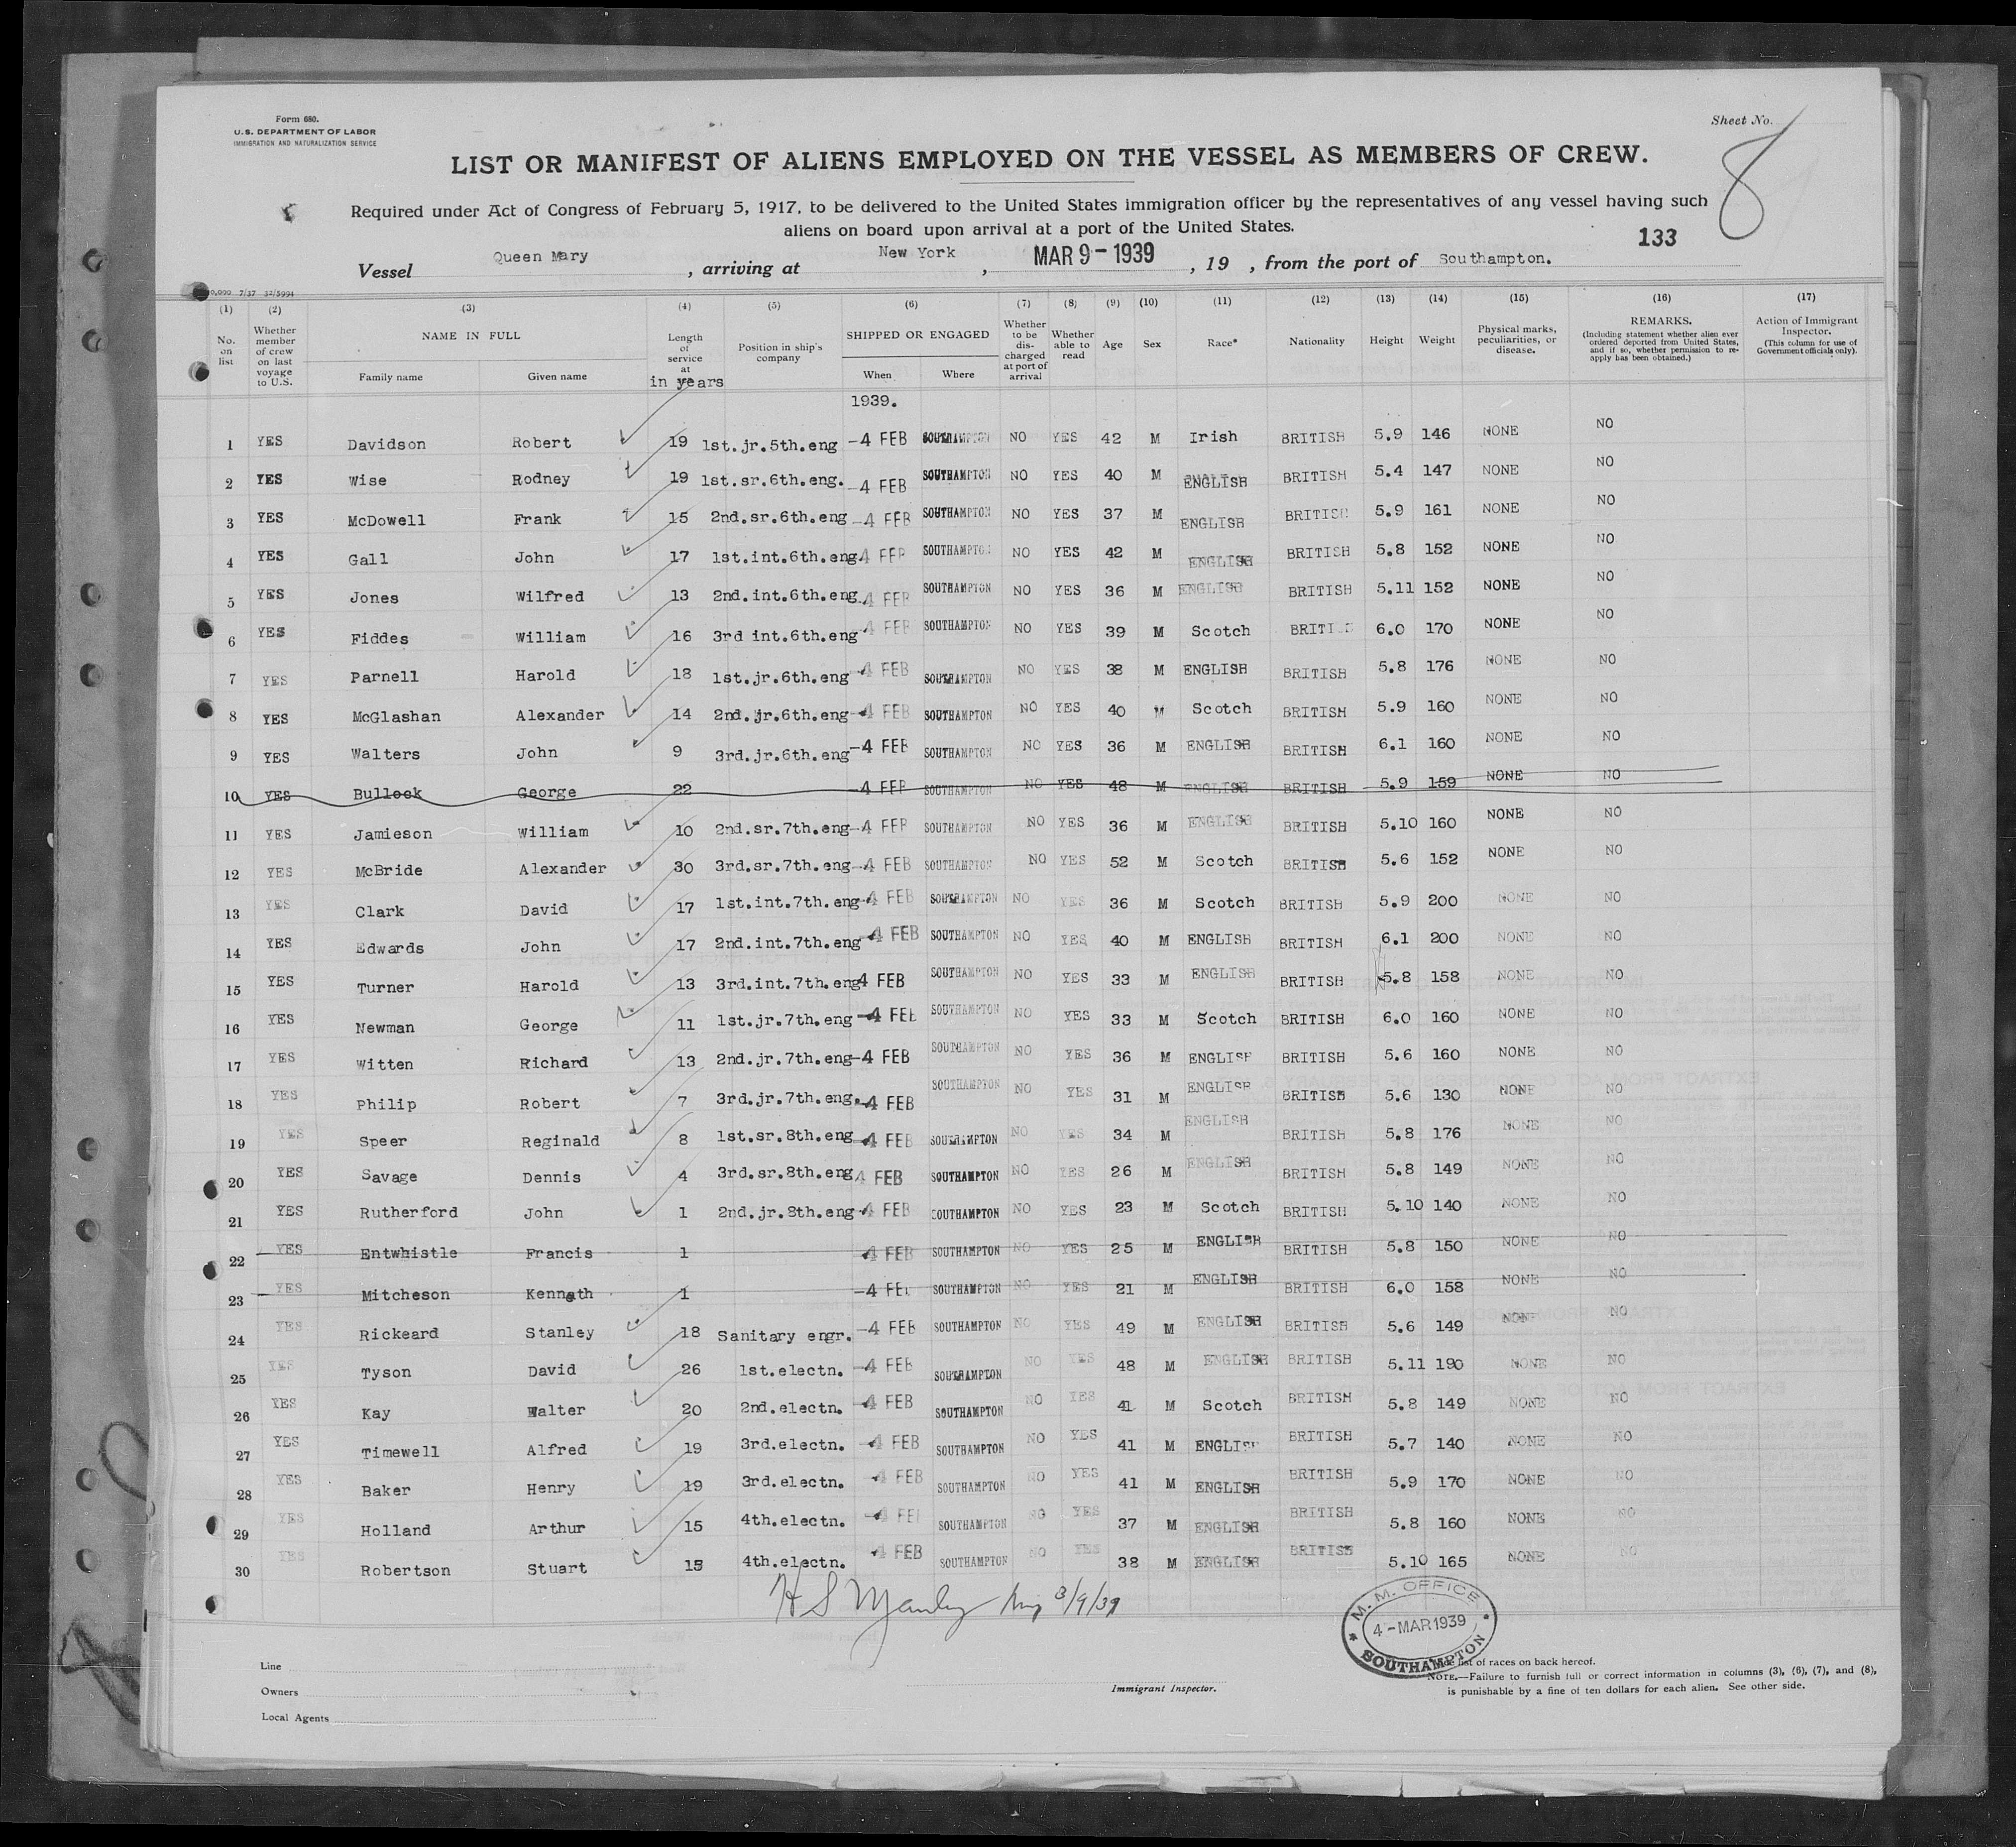 Form 680.
U.S. DEPARTMENT OF LABOR
IMMIGRATION AND NATURALIZATION SERVICE
Sheet No. 8
LIST OR MANIFEST OF ALIENS EMPLOYED ON THE VESSEL AS MEMBERS OF CREW.
Required under Act of Congress of February 5, 1917, to be delivered to the United States immigration officer by the representatives of any vessel having such
aliens on board upon arrival at a port of the United States.
133
Vessel Queen Mary, arriving at New York, MAR 9-1939, 19 , from the port of Southampton.
0,000 7/37 32/5994
(1) (2) (3) (4) (5) (6) (7) (8) (9) (10) (11) (12) (13) (14) (15) (16) (17)
No. on list
Whether member of crew on last voyage to U.S.
NAME IN FULL
Family name
Given name
Length of service at in years
Position in ship's company
SHIPPED OR ENGAGED
When
Where
Whether to be discharged at port of arrival
Whether able to read
Age
Sex
Race*
Nationality
Height
Weight
Physical marks, peculiarities, or disease.
REMARKS.
(Including statement whether alien ever ordered deported from United States, and if so, whether permission to reapply has been obtained.)
Action of Immigrant Inspector.
(This column for use of Government officials only).
1939.
1 YES Davidson Robert 19 1st.jr.5th.eng -4 FEB SOUTHAMPTON NO YES 42 M Irish BRITISH 5.9 146 NONE NO
2 YES Wise Rodney 19 1st.sr.6th.eng. -4 FEB SOUTHAMPTON NO YES 40 M ENGLISH BRITISH 5.4 147 NONE NO
3 YES McDowell Frank 15 2nd.sr.6th.eng -4 FEB SOUTHAMPTON NO YES 37 M ENGLISH BRITISH 5.9 161 NONE NO
4 YES Gall John 17 1st.int.6th.eng. 4 FEB SOUTHAMPTON NO YES 42 M ENGLISH BRITISH 5.8 152 NONE NO
5 YES Jones Wilfred 13 2nd.int.6th.eng. 4 FEB SOUTHAMPTON NO YES 36 M ENGLISH BRITISH 5.11 152 NONE NO
6 YES Fiddes William 16 3rd int.6th.eng -4 FEB SOUTHAMPTON NO YES 39 M Scotch BRITISH 6.0 170 NONE NO
7 YES Parnell Harold 18 1st.jr.6th.eng -4 FEB SOUTHAMPTON NO YES 38 M ENGLISH BRITISH 5.8 176 NONE NO
8 YES McGlashan Alexander 14 2nd.jr.6th.eng -4 FEB SOUTHAMPTON NO YES 40 M Scotch BRITISH 5.9 160 NONE NO
9 YES Walters John 9 3rd.jr.6th.eng -4 FEB SOUTHAMPTON NO YES 36 M ENGLISH BRITISH 6.1 160 NONE NO
10 YES Bullock George 22 -4 FEB SOUTHAMPTON NO YES 48 M ENGLISH BRITISH 5.9 159 NONE NO
11 YES Jamieson William 10 2nd.sr.7th.eng -4 FEB SOUTHAMPTON NO YES 36 M ENGLISH BRITISH 5.10 160 NONE NO
12 YES McBride Alexander 30 3rd.sr.7th.eng -4 FEB SOUTHAMPTON NO YES 52 M Scotch BRITISH 5.6 152 NONE NO
13 YES Clark David 17 1st.int.7th.eng -4 FEB SOUTHAMPTON NO YES 36 M Scotch BRITISH 5.9 200 NONE NO
14 YES Edwards John 17 2nd.int.7th.eng -4 FEB SOUTHAMPTON NO YES 40 M ENGLISH BRITISH 6.1 200 NONE NO
15 YES Turner Harold 13 3rd.int.7th.eng -4 FEB SOUTHAMPTON NO YES 33 M ENGLISH BRITISH 5.8 158 NONE NO
16 YES Newman George 11 1st.jr.7th.eng -4 FEB SOUTHAMPTON NO YES 33 M Scotch BRITISH 6.0 160 NONE NO
17 YES Witten Richard 13 2nd.jr.7th.eng -4 FEB SOUTHAMPTON NO YES 36 M ENGLISH BRITISH 5.6 160 NONE NO
18 YES Philip Robert 7 3rd.jr.7th.eng. -4 FEB SOUTHAMPTON NO YES 31 M ENGLISH BRITISH 5.6 130 NONE NO
19 YES Speer Reginald 8 1st.sr.8th.eng -4 FEB SOUTHAMPTON NO YES 34 M ENGLISH BRITISH 5.8 176 NONE NO
20 YES Savage Dennis 4 3rd.sr.8th.eng 4 FEB SOUTHAMPTON NO YES 26 M ENGLISH BRITISH 5.8 149 NONE NO
21 YES Rutherford John 1 2nd.jr.8th.eng -4 FEB SOUTHAMPTON NO YES 23 M Scotch BRITISH 5.10 140 NONE NO
22 YES Entwhistle Francis 1 -4 FEB SOUTHAMPTON NO YES 25 M ENGLISH BRITISH 5.8 150 NONE NO
23 YES Mitcheson Kenneth 1 -4 FEB SOUTHAMPTON NO YES 21 M ENGLISH BRITISH 6.0 158 NONE NO
24 YES Rickeard Stanley 18 Sanitary engr. -4 FEB SOUTHAMPTON NO YES 49 M ENGLISH BRITISH 5.6 149 NONE NO
25 YES Tyson David 26 1st.electn. -4 FEB SOUTHAMPTON NO YES 48 M ENGLISH BRITISH 5.11 190 NONE NO
26 YES Kay Walter 20 2nd.electn. -4 FEB SOUTHAMPTON NO YES 41 M Scotch BRITISH 5.8 149 NONE NO
27 YES Timewell Alfred 19 3rd.electn. -4 FEB SOUTHAMPTON NO YES 41 M ENGLISH BRITISH 5.7 140 NONE NO
28 YES Baker Henry 19 3rd.electn. -4 FEB SOUTHAMPTON NO YES 41 M ENGLISH BRITISH 5.9 170 NONE NO
29 YES Holland Arthur 15 4th.electn. -4 FEB SOUTHAMPTON NO YES 37 M ENGLISH BRITISH 5.8 160 NONE NO
30 YES Robertson Stuart 15 4th.electn. -4 FEB SOUTHAMPTON NO YES 38 M ENGLISH BRITISH 5.10 165 NONE NO
H S Manley 3/9/39
M.M. OFFICE
4-MAR1939
SOUTHAMPTON
Line
Owners
Local Agents
Immigrant Inspector.
list of races on back hereof.
NOTE.—Failure to furnish full or correct information in columns (3), (6), (7), and (8),
is punishable by a fine of ten dollars for each alien. See other side.